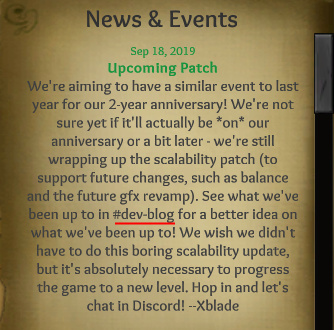 News & Events
Sep 18, 2019
Upcoming Patch
We're aiming to have a similar event to last
year for our 2-year anniversary! We're not
sure yet if it'll actually be *on* our
anniversary or a bit later - we're still
wrapping up the scalability patch (to
support future changes, such as balance
and the future gfx revamp). See what we've
been up to in #dev-blog for a better idea on
what we've been up to! We wish we didn't
have to do this boring scalability update,
but it's absolutely necessary to progress
the game to a new level. Hop in and let's
chat in Discord! --Xblade